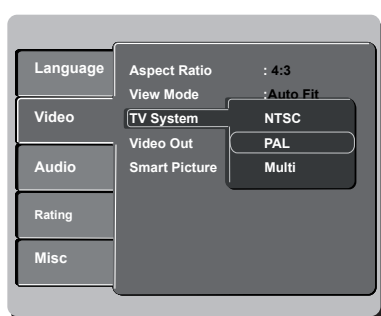 Language
Video
Audio
Rating
Misc
Aspect Ratio : 4:3
View Mode :Auto Fit
TV System
Video Out
Smart Picture
NTSC
PAL
Multi